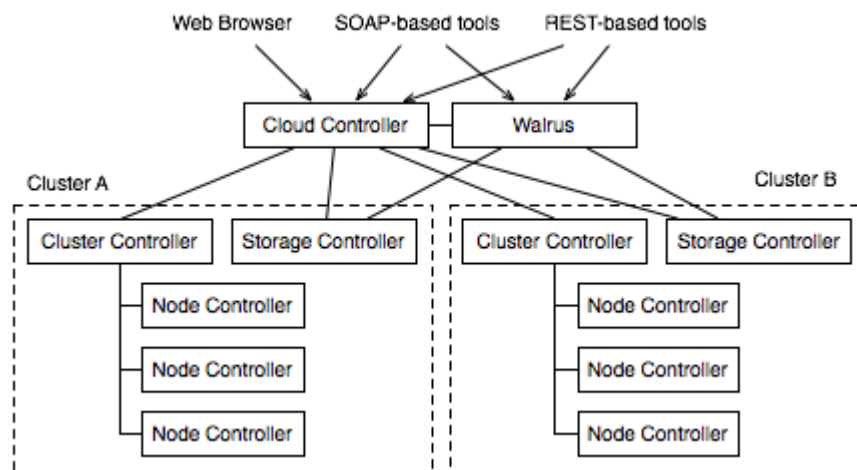 Web Browser
SOAP-based tools
REST-based tools
Cloud Controller
Walrus
Cluster A
Cluster B
Cluster Controller
Storage Controller
Cluster Controller
Storage Controller
Node Controller
Node Controller
Node Controller
Node Controller
Node Controller
Node Controller